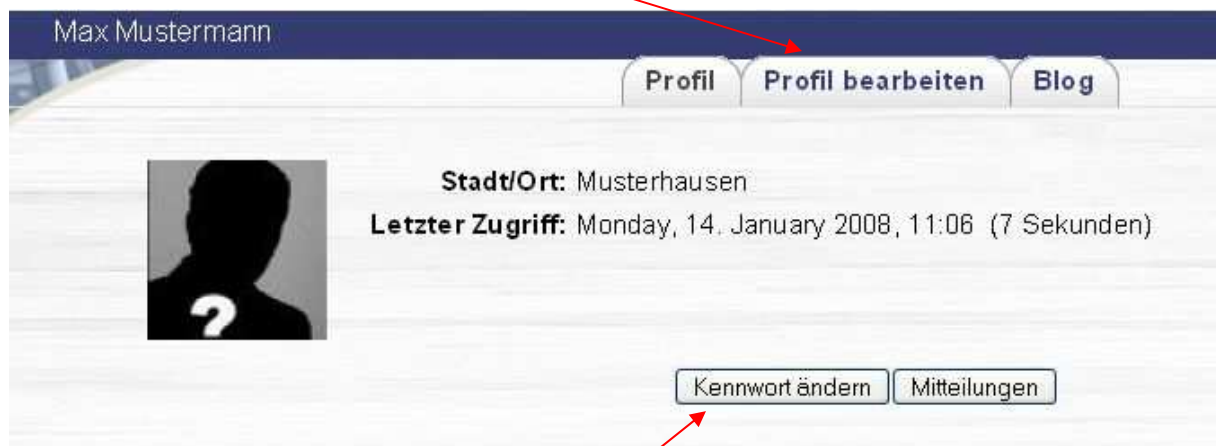 Max Mustermann
Profil Profil bearbeiten Blog
Stadt/Ort: Musterhausen
Letzter Zugriff: Monday, 14. January 2008, 11:06 (7 Sekunden)
?
Kennwort ändern Mitteilungen